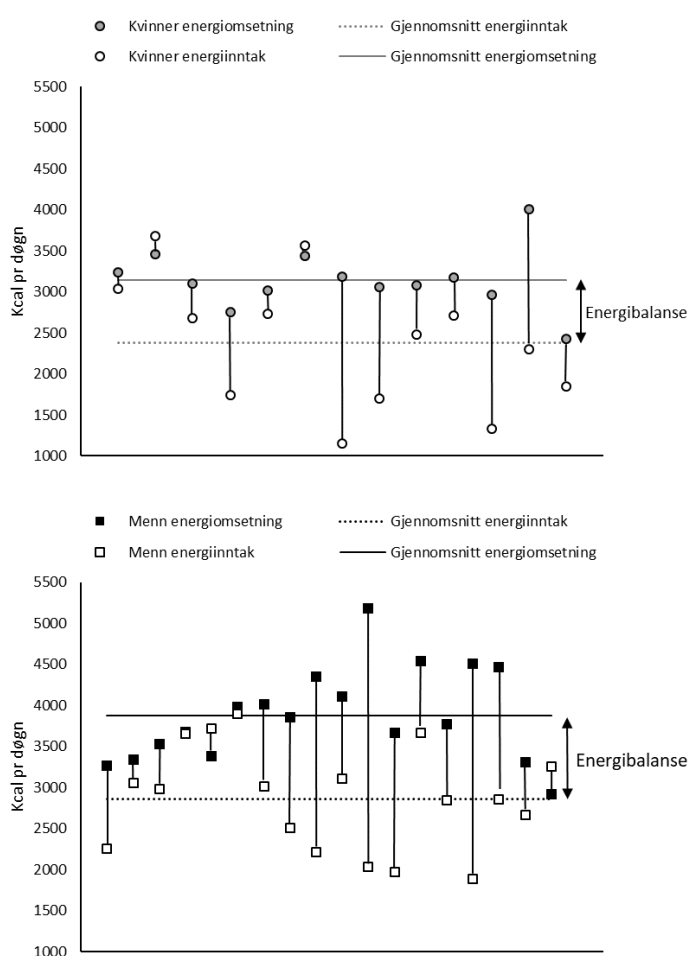 Kvinner energiomsetning Gjennomsnitt energiinntak
Kvinner energiinntak Gjennomsnitt energiomsetning
5500
5000
4500
4000
3500
3000
2500
2000
1500
1000
Kcal pr døgn
Energibalanse
Menn energiomsetning Gjennomsnitt energiinntak
Menn energiinntak Gjennomsnitt energiomsetning
5500
5000
4500
4000
3500
3000
2500
2000
1500
1000
Kcal pr døgn
Energibalanse